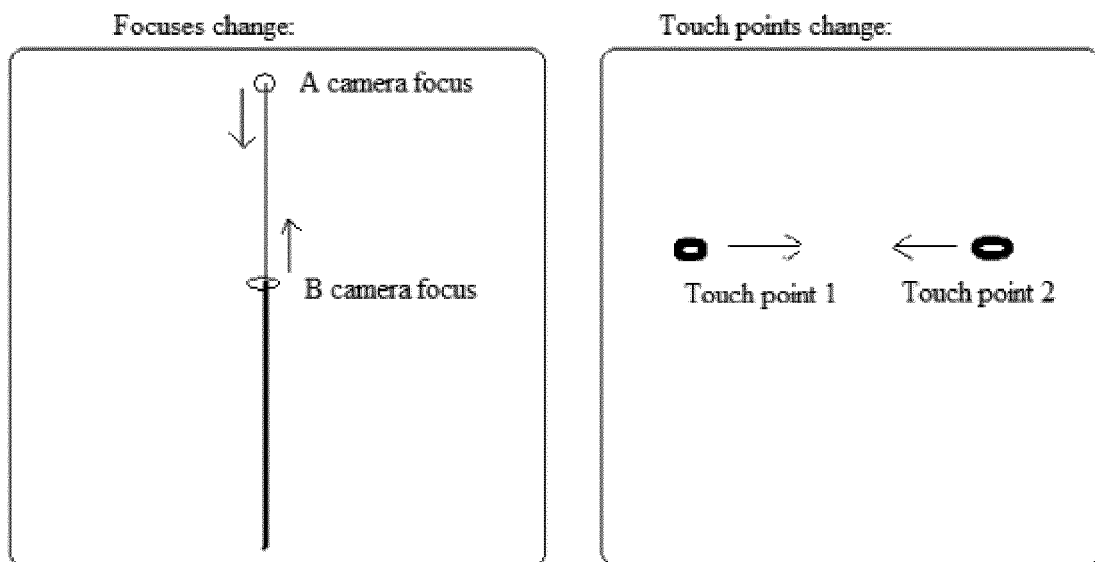 Focuses change:
Touch points change:
A camera focus
B camera focus
Touch point 1
Touch point 2